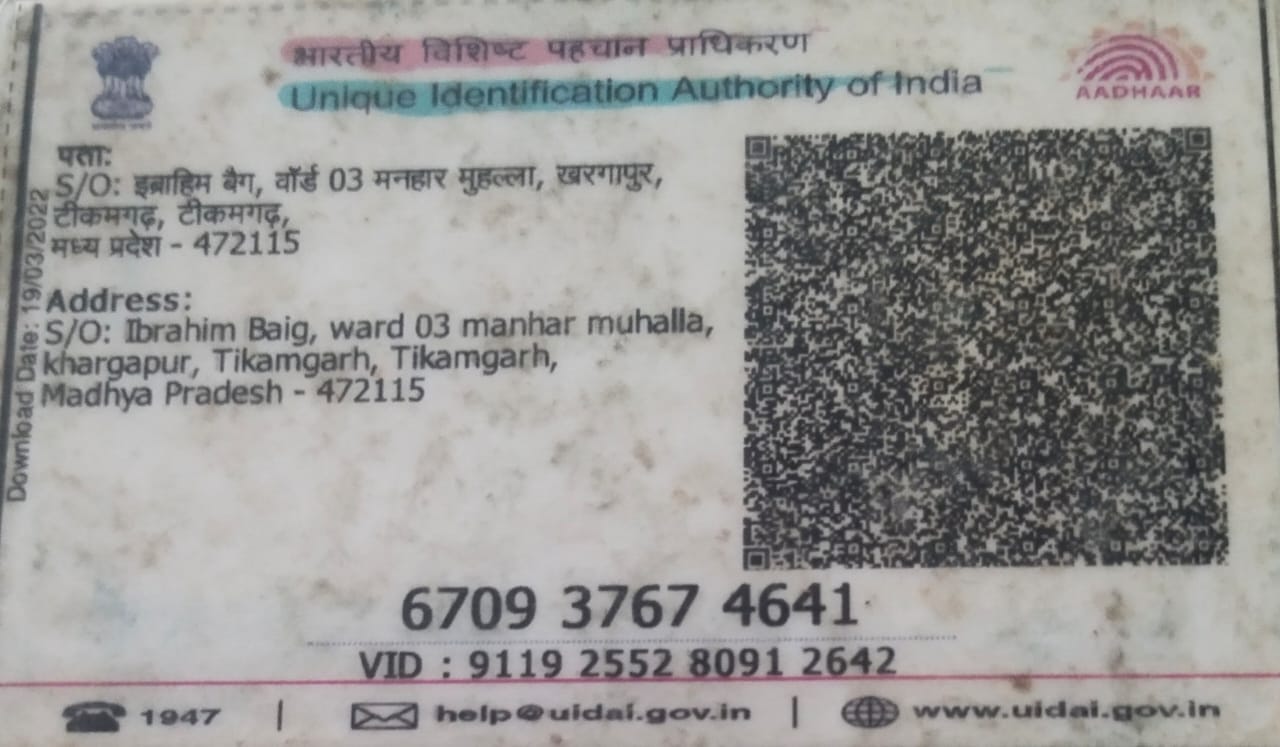 भारतीय विशिष्ट पहचान प्राधिकरण
Unique Identification Authority of India
AADHAAR
पता:
S/O: इब्राहिम बैग, वॉर्ड 03 मनहार मुहल्ला, खरगापुर,
टीकमगढ़, टीकमगढ़,
मध्य प्रदेश - 472115
Download Date: 19/03/2022
Address:
S/O: Ibrahim Baig, ward 03 manhar muhalla,
khargapur, Tikamgarh, Tikamgarh,
Madhya Pradesh - 472115
6709 3767 4641
VID : 9119 2552 8091 2642
1947 | help@uidai.gov.in | www.uidai.gov.in